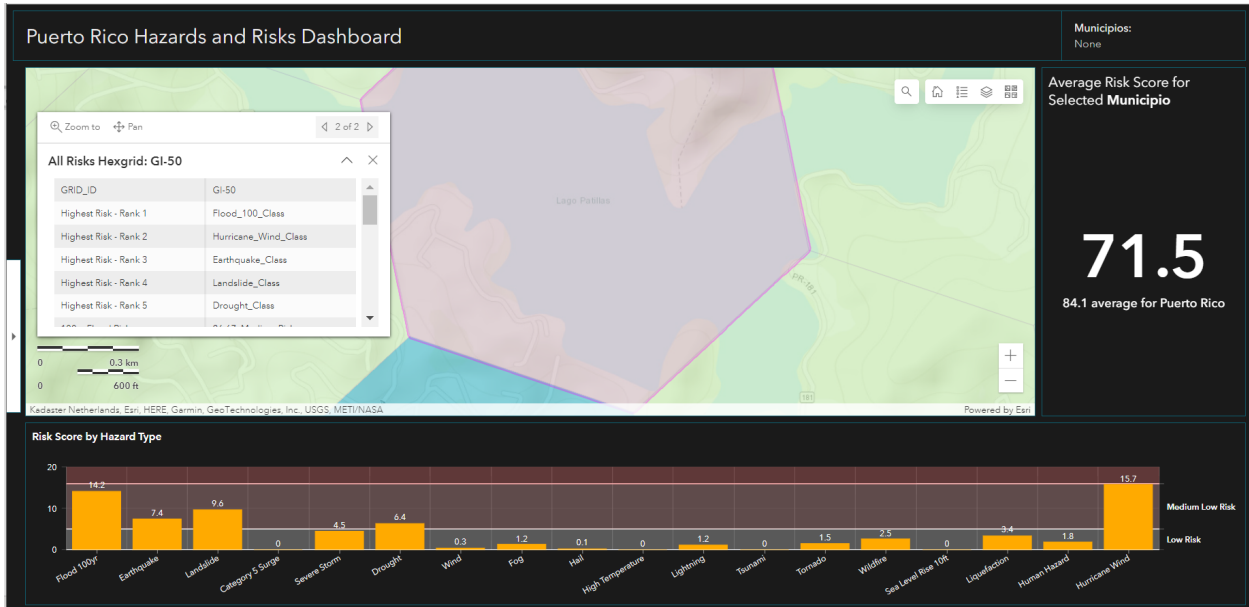 Puerto Rico Hazards and Risks Dashboard
Municipios:
None
Zoom to Pan 2 of 2
All Risks Hexgrid: GI-50
GRID_ID GI-50
Highest Risk - Rank 1 Flood_100_Class
Highest Risk - Rank 2 Hurricane_Wind_Class
Highest Risk - Rank 3 Earthquake_Class
Highest Risk - Rank 4 Landslide_Class
Highest Risk - Rank 5 Drought_Class
Lago Patillas
PR-181
181
0 0.3 km
0 600 ft
Kadaster Netherlands, Esri, HERE, Garmin, GeoTechnologies, Inc., USGS, METI/NASA
Powered by Esri
Average Risk Score for
Selected Municipio
71.5
84.1 average for Puerto Rico
Risk Score by Hazard Type
20
10
0
14.2
7.4
9.6
0
4.5
6.4
0.3
1.2
0.1
0
1.2
0
1.5
2.5
0
3.4
1.8
15.7
Medium Low Risk
Low Risk
Flood 100yr
Earthquake
Landslide
Category 5 Surge
Severe Storm
Drought
Wind
Fog
Hail
High Temperature
Lightning
Tsunami
Tornado
Wildfire
Sea Level Rise 10ft
Liquefaction
Human Hazard
Hurricane Wind